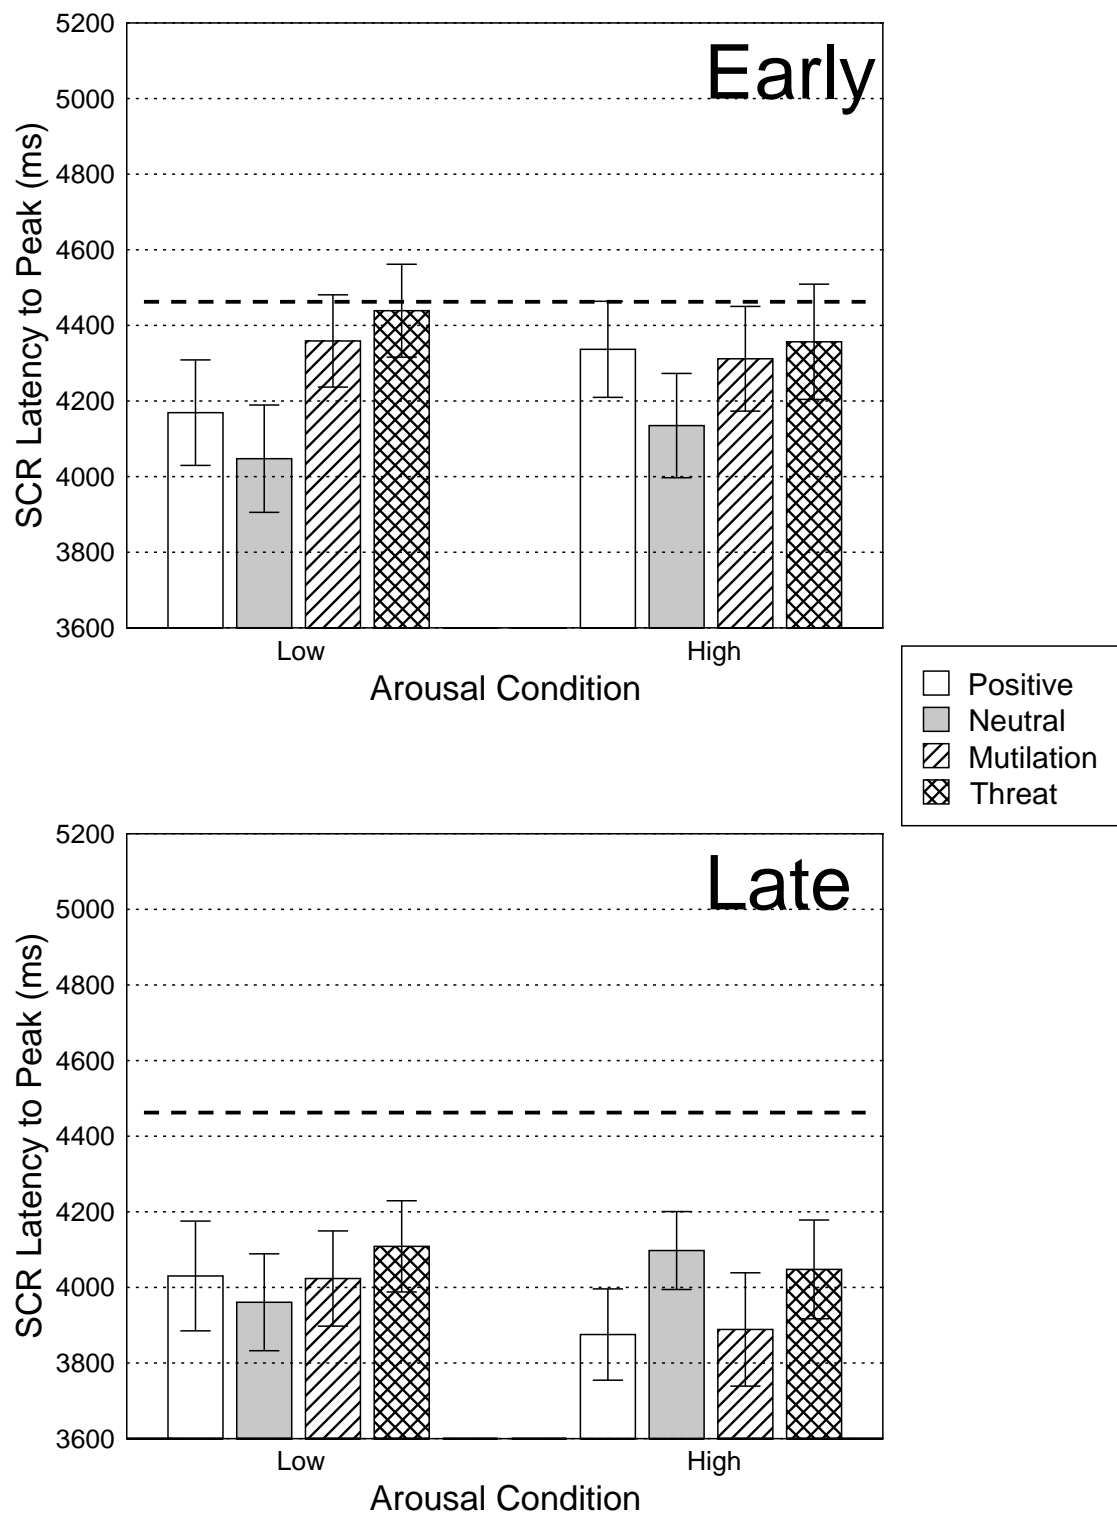 Early
SCR Latency to Peak (ms)
5200
5000
4800
4600
4400
4200
4000
3800
3600
Low High
Arousal Condition
Positive
Neutral
Mutilation
Threat
Late
SCR Latency to Peak (ms)
5200
5000
4800
4600
4400
4200
4000
3800
3600
Low High
Arousal Condition